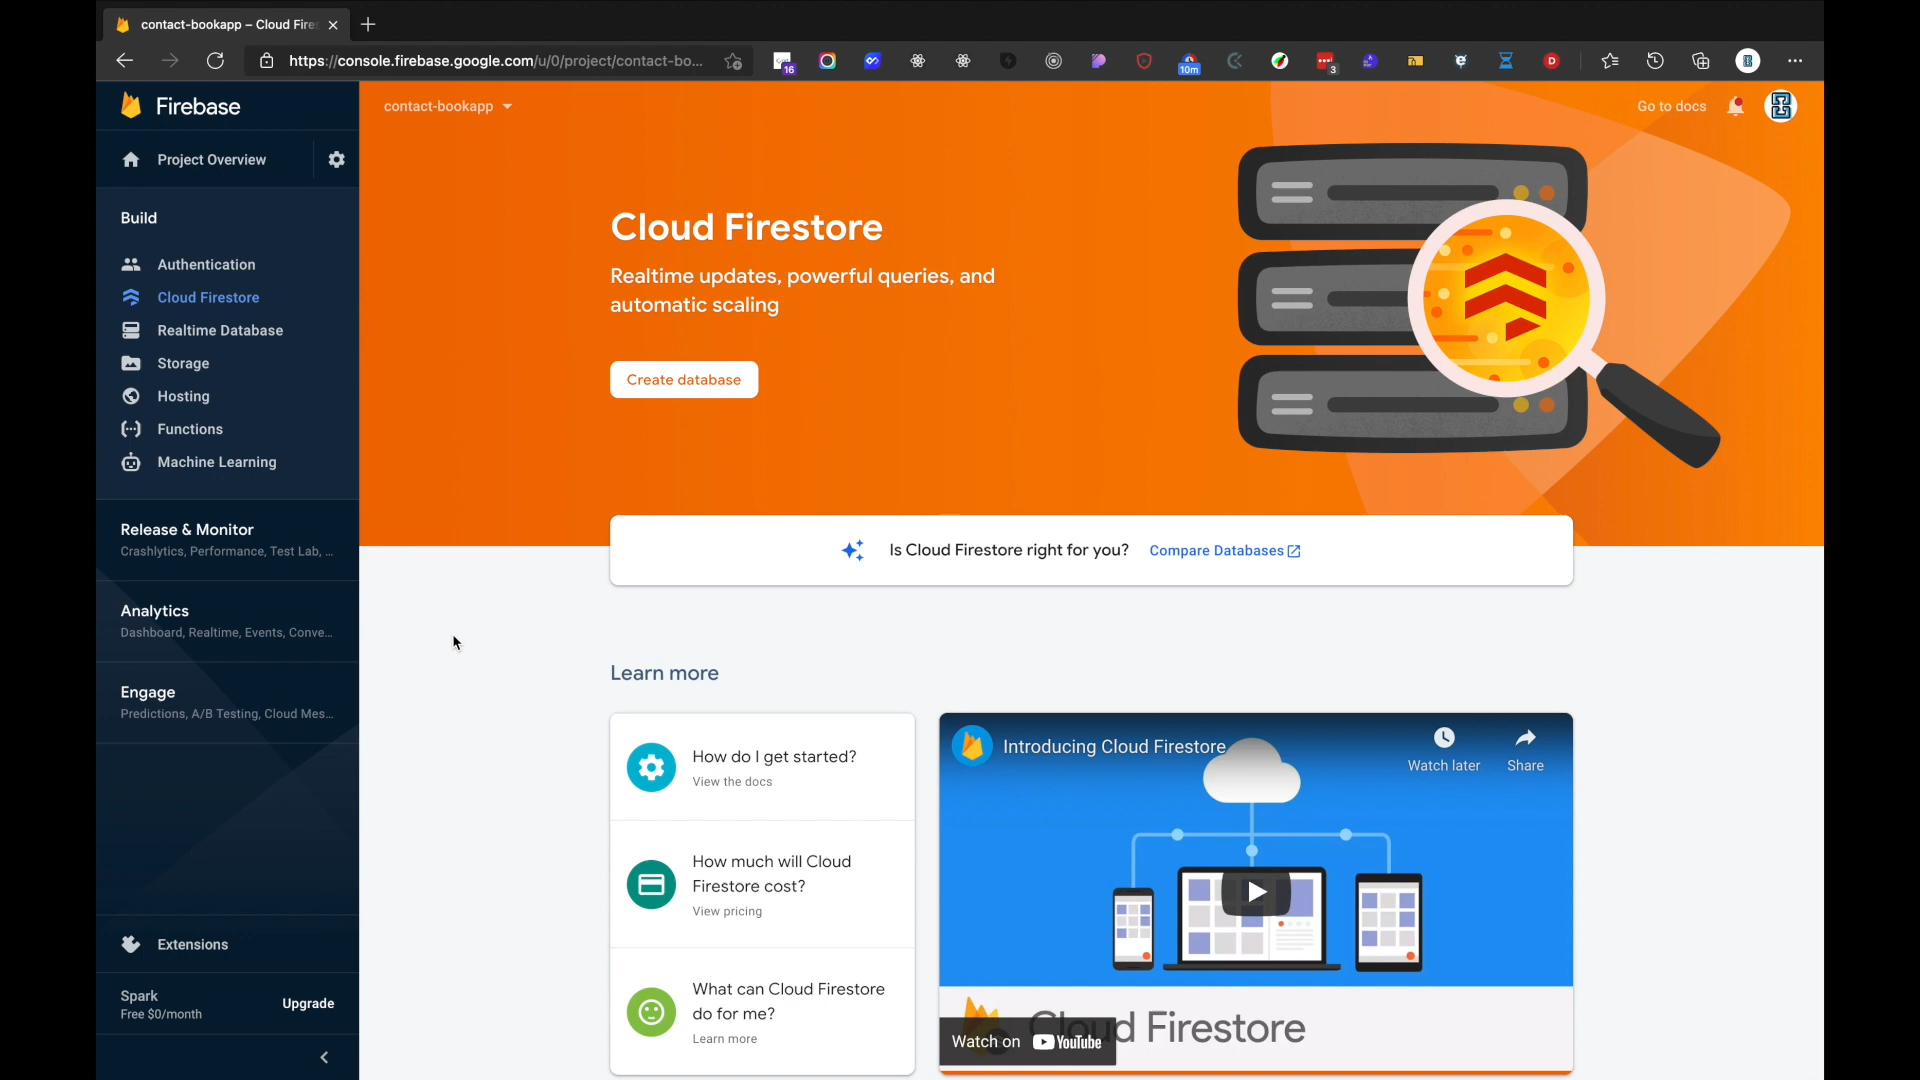 contact-bookapp – Cloud Fire
https://console.firebase.google.com/u/0/project/contact-bo...
16
10m
3
D
Firebase
contact-bookapp
Go to docs
Project Overview
Build
Authentication
Cloud Firestore
Realtime Database
Storage
Hosting
Functions
Machine Learning
Release & Monitor
Crashlytics, Performance, Test Lab, ...
Analytics
Dashboard, Realtime, Events, Conve...
Engage
Predictions, A/B Testing, Cloud Mes...
Extensions
Spark
Free $0/month
Upgrade
Cloud Firestore
Realtime updates, powerful queries, and
automatic scaling
Create database
Is Cloud Firestore right for you?
Compare Databases
Learn more
How do I get started?
View the docs
How much will Cloud
Firestore cost?
View pricing
What can Cloud Firestore
do for me?
Learn more
Introducing Cloud Firestore
Watch later
Share
Cloud Firestore
Watch on YouTube